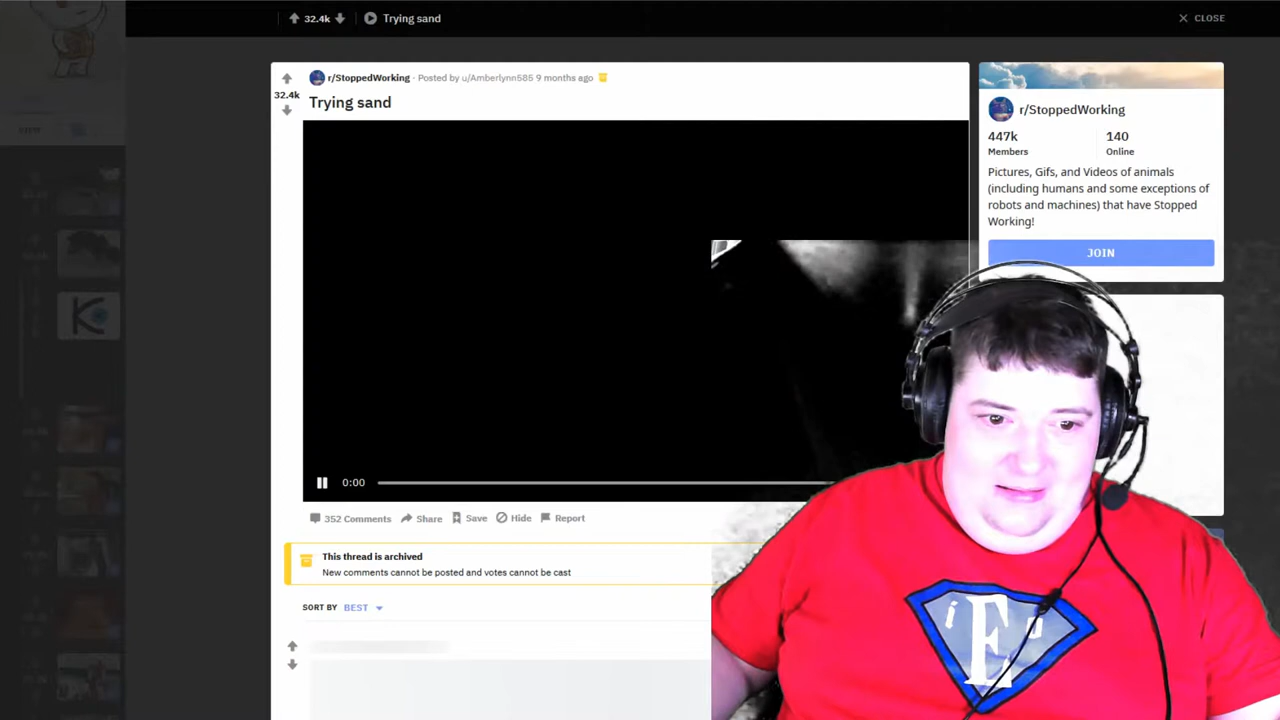 32.4k
Trying sand
CLOSE
r/StoppedWorking · Posted by u/Amberlynn585 9 months ago
32.4k
Trying sand
0:00
352 Comments Share Save Hide Report
This thread is archived
New comments cannot be posted and votes cannot be cast
SORT BY BEST
r/StoppedWorking
447k 140
Members Online
Pictures, Gifs, and Videos of animals
(including humans and some exceptions of
robots and machines) that have Stopped
Working!
JOIN
i E P